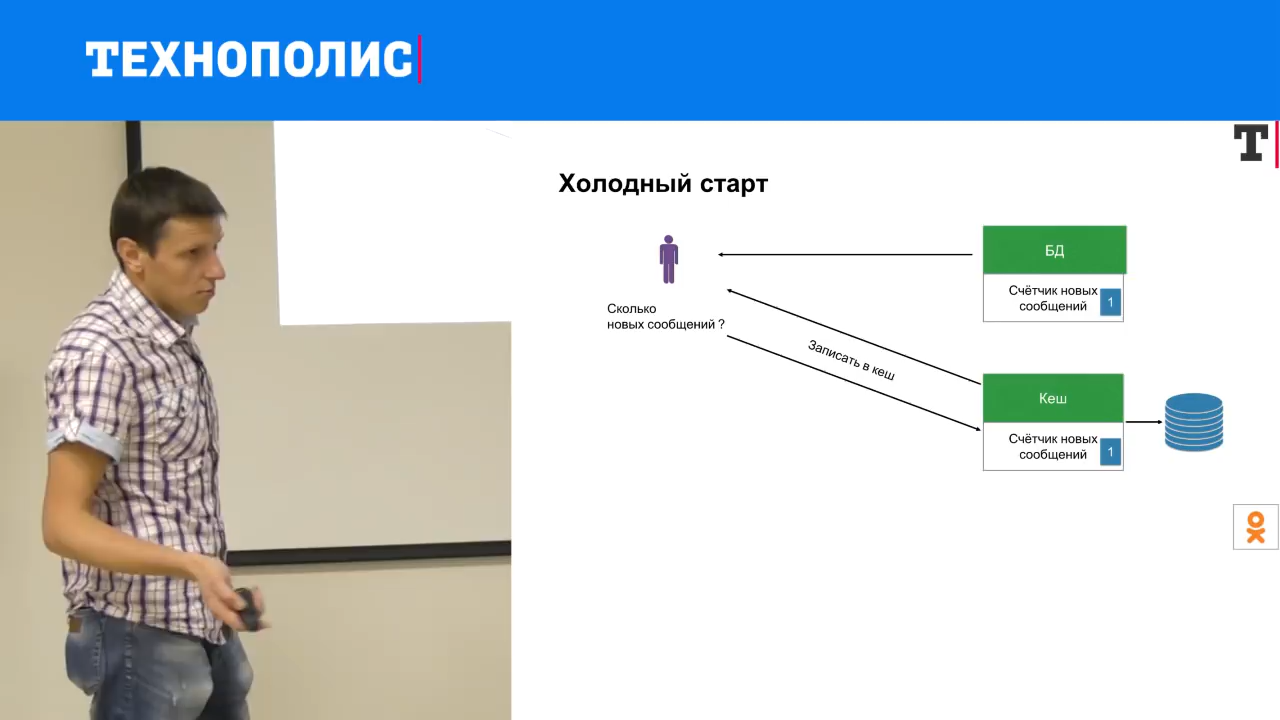 ТЕХНОПОЛИС
Т
Холодный старт
БД
Счётчик новых
сообщений
1
Сколько
новых сообщений ?
Записать в кеш
Кеш
Счётчик новых
сообщений
1